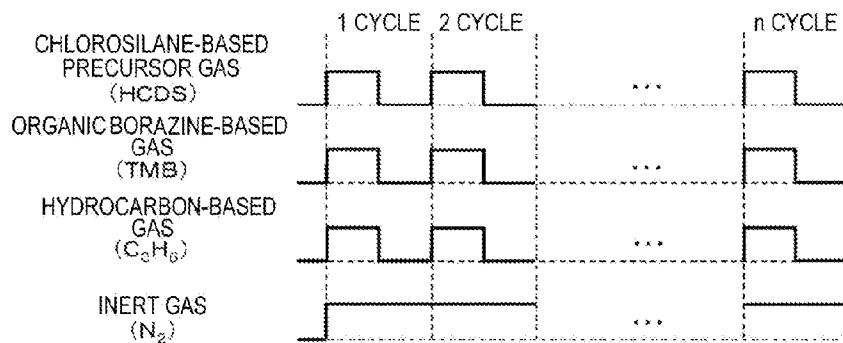 1 CYCLE 2 CYCLE n CYCLE
CHLOROSILANE-BASED
PRECURSOR GAS
(HCDS)
ORGANIC BORAZINE-BASED
GAS
(TMB)
HYDROCARBON-BASED
GAS
(C₃H₆)
INERT GAS
(N₂)